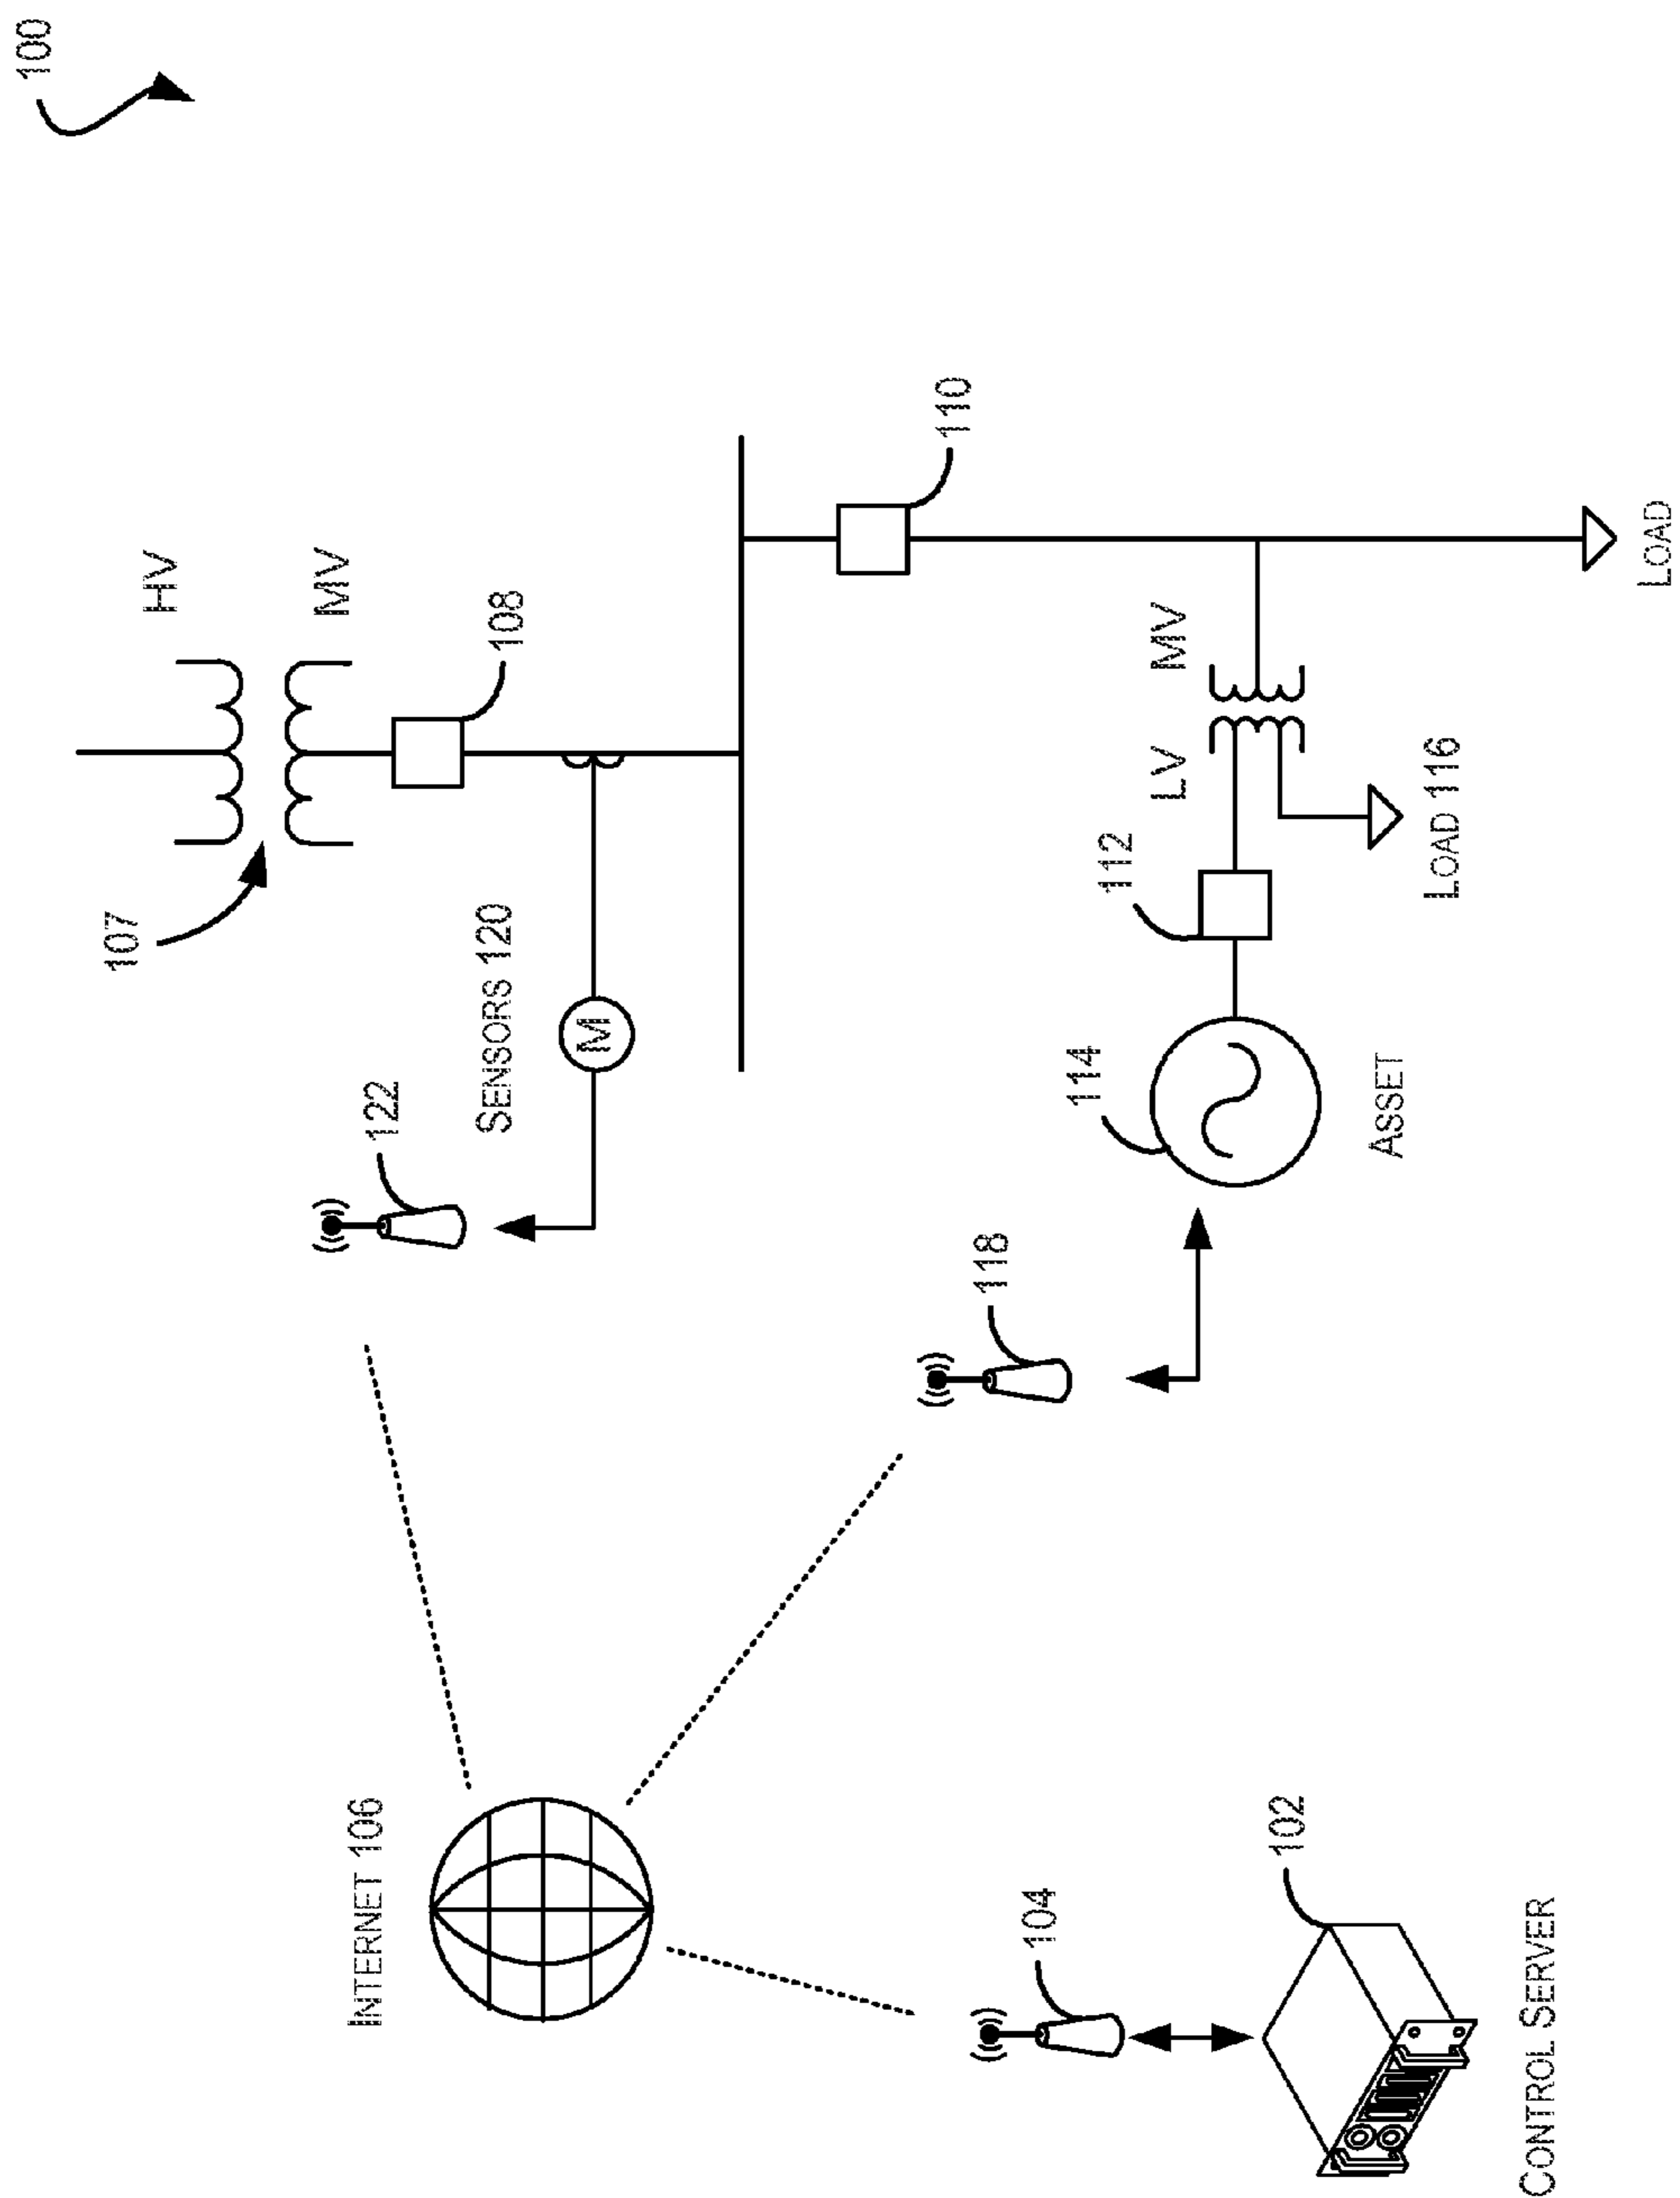 100
HV
MV
107
108
SENSORS 120
122
110
INTERNET 106
LV
MV
112
114
118
LOAD 116
ASSET
LOAD
104
102
CONTROL SERVER
M